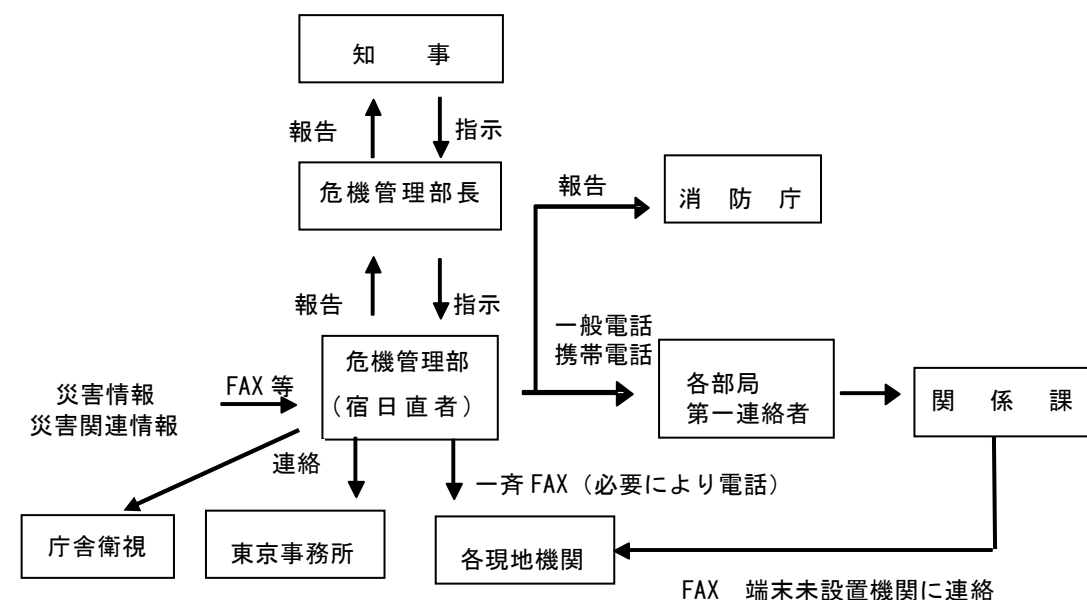 知　事
報告
指示
危機管理部長
報告
消　防　庁
報告
指示
一般電話
携帯電話
危機管理部
（宿日直者）
災害情報
災害関連情報
FAX 等
各部局
第一連絡者
関　係　課
連絡
一斉 FAX（必要により電話）
庁舎衛視
東京事務所
各現地機関
FAX　端末未設置機関に連絡